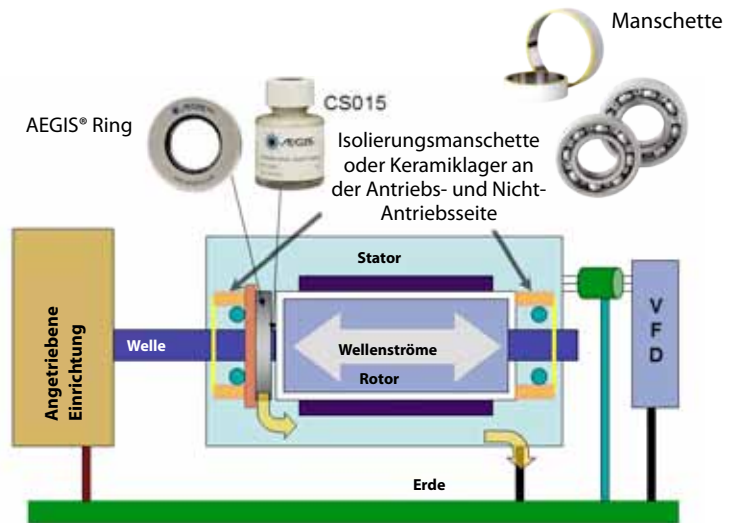 Manschette
CS015
AEGIS® Ring
AEGIS
Isolierungsmanschette
oder Keramiklager an
der Antriebs- und Nicht-
Antriebsseite
Stator
Angetriebene
Einrichtung
Welle
Wellenströme
Rotor
V
F
D
Erde